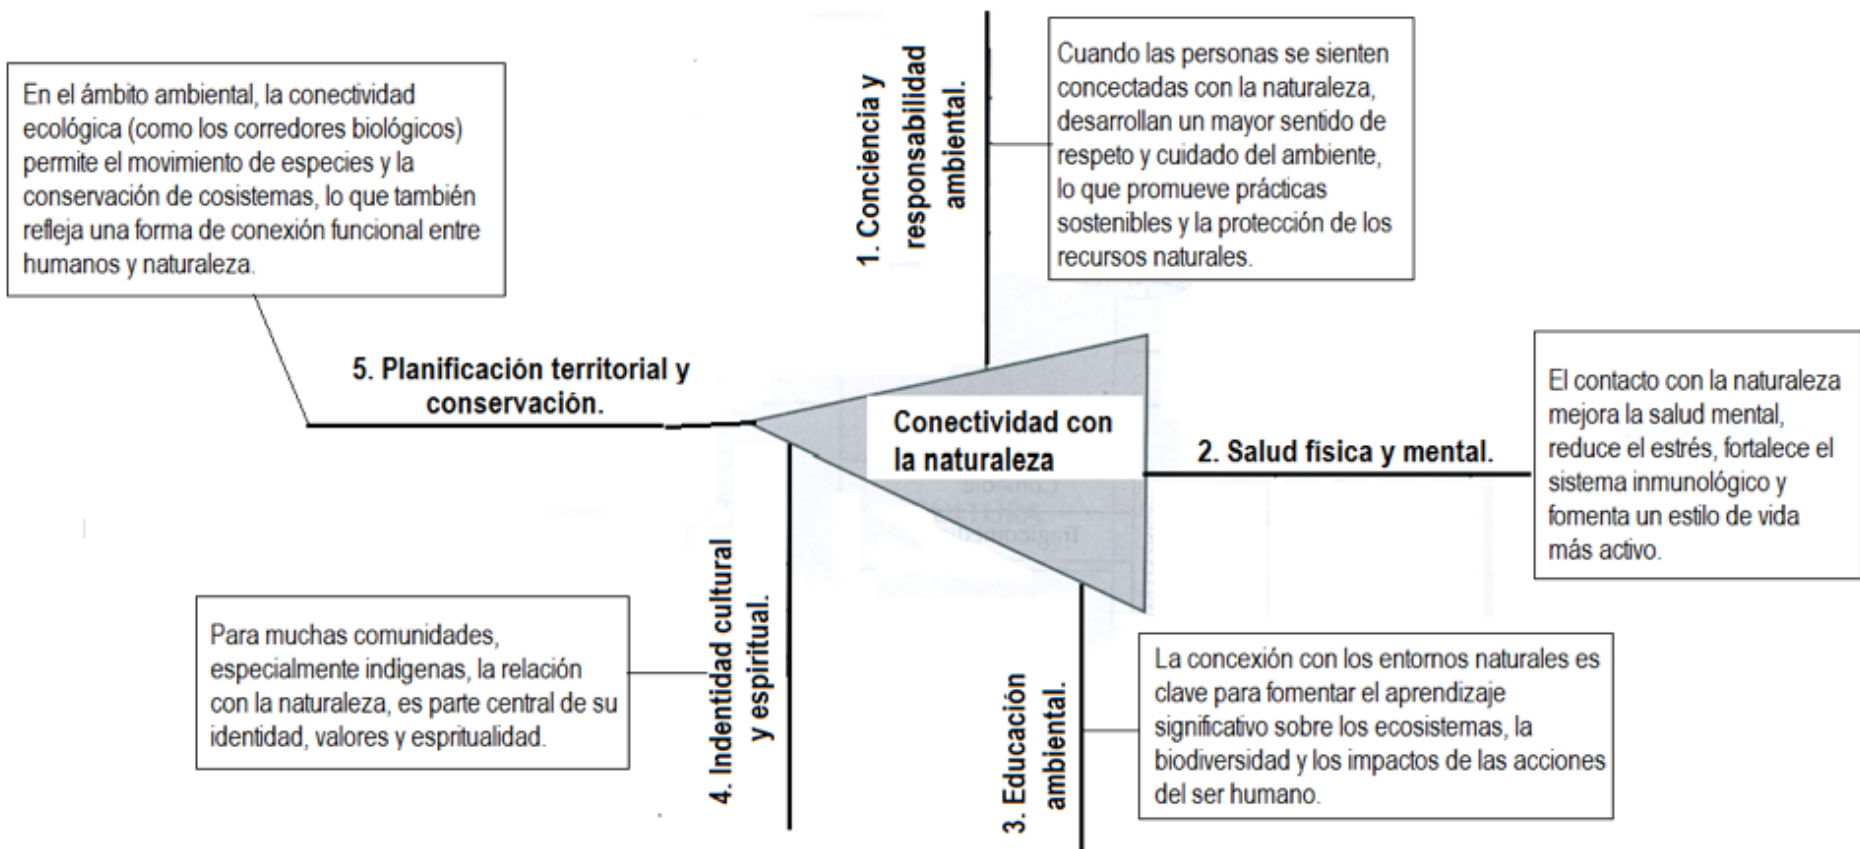 Conectividad con
la naturaleza
1. Conciencia y
responsabilidad
ambiental.
Cuando las personas se sienten
concectadas con la naturaleza,
desarrollan un mayor sentido de
respeto y cuidado del ambiente,
lo que promueve prácticas
sostenibles y la protección de los
recursos naturales.
2. Salud física y mental.
El contacto con la naturaleza
mejora la salud mental,
reduce el estrés, fortalece el
sistema inmunológico y
fomenta un estilo de vida
más activo.
3. Educación
ambiental.
La concexión con los entornos naturales es
clave para fomentar el aprendizaje
significativo sobre los ecosistemas, la
biodiversidad y los impactos de las acciones
del ser humano.
4. Indentidad cultural
y espiritual.
Para muchas comunidades,
especialmente indígenas, la relación
con la naturaleza, es parte central de su
identidad, valores y espritualidad.
5. Planificación territorial y
conservación.
En el ámbito ambiental, la conectividad
ecológica (como los corredores biológicos)
permite el movimiento de especies y la
conservación de cosistemas, lo que también
refleja una forma de conexión funcional entre
humanos y naturaleza.